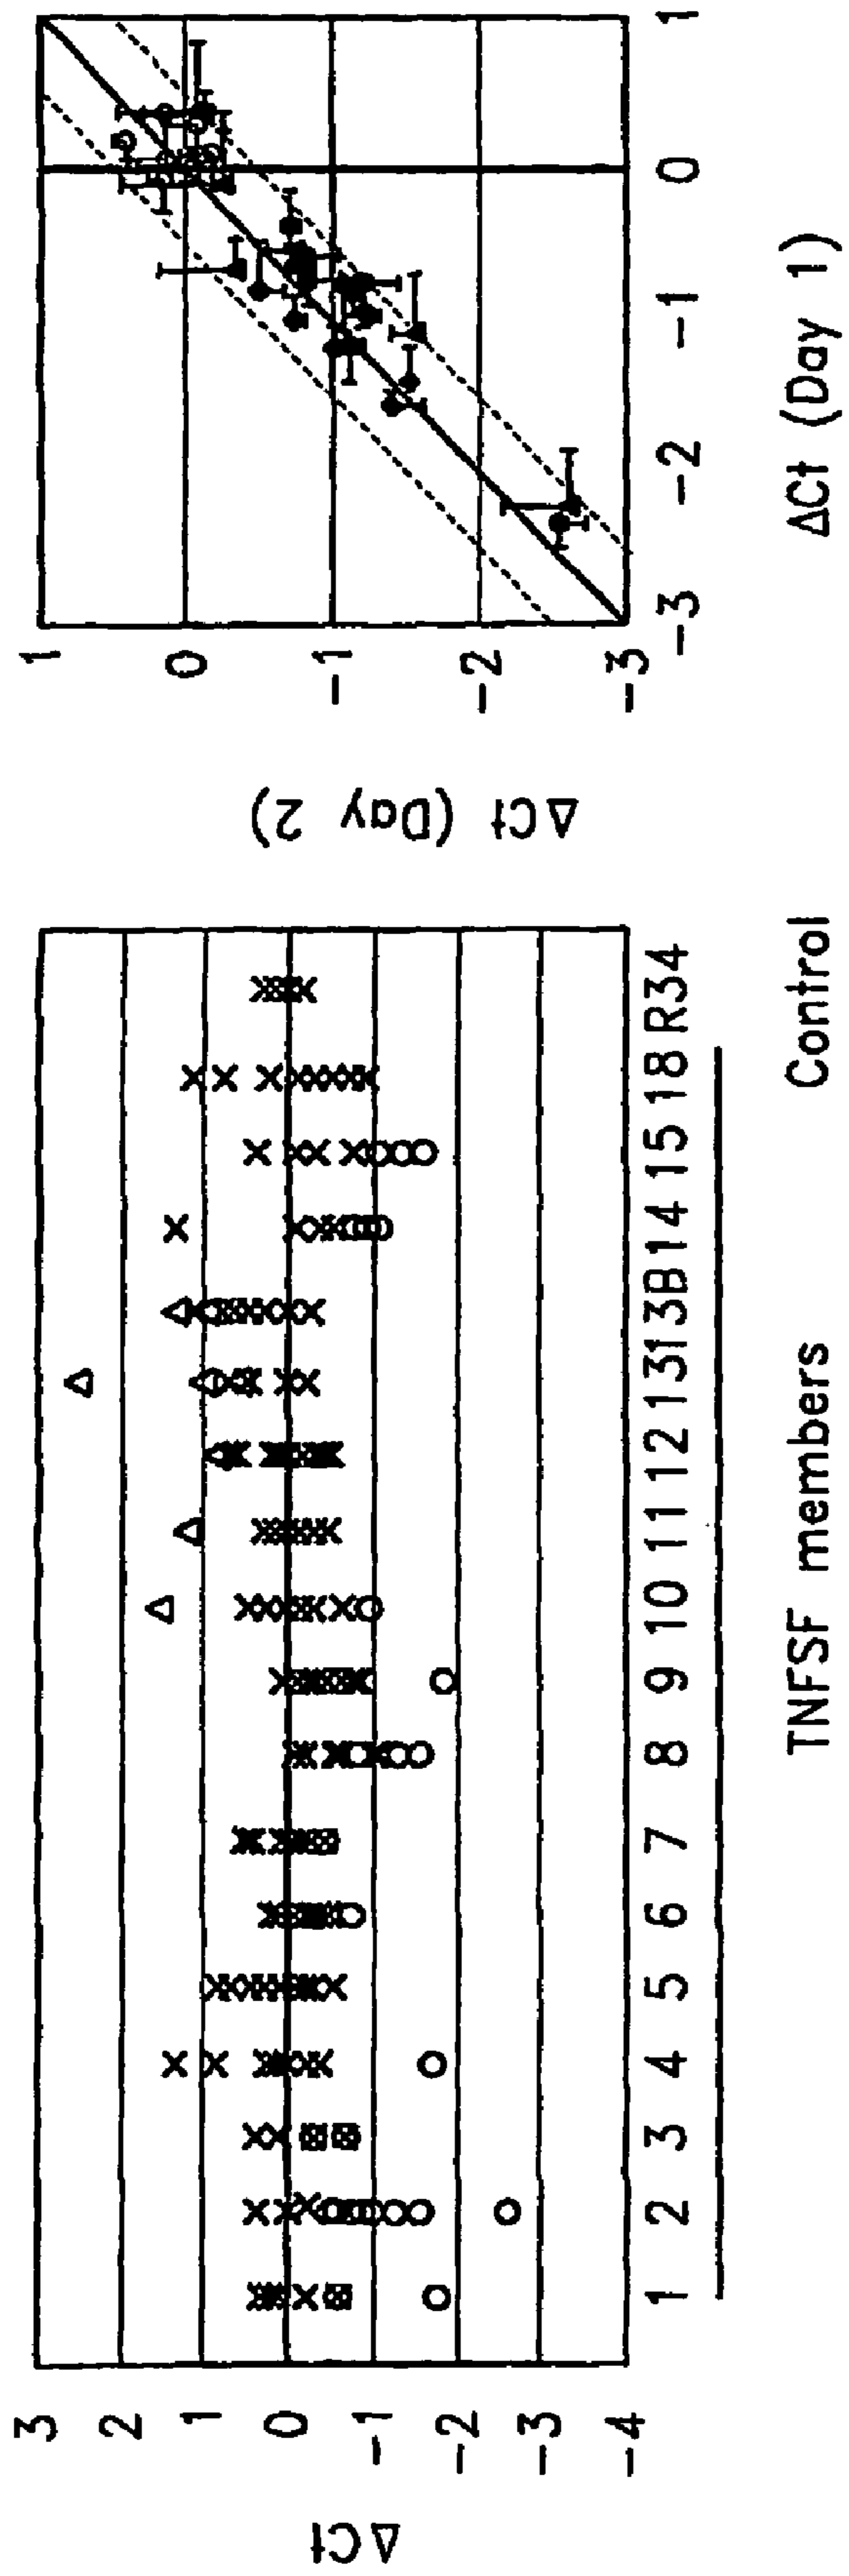 ΔCt
3
2
1
0
-1
-2
-3
-4
1 2 3 4 5 6 7 8 9 10 11 12 13 13B 14 15 18 R34
TNFSF members Control
ΔCt (Day 2)
1
0
-1
-2
-3
-3 -2 -1 0 1
ΔCt (Day 1)